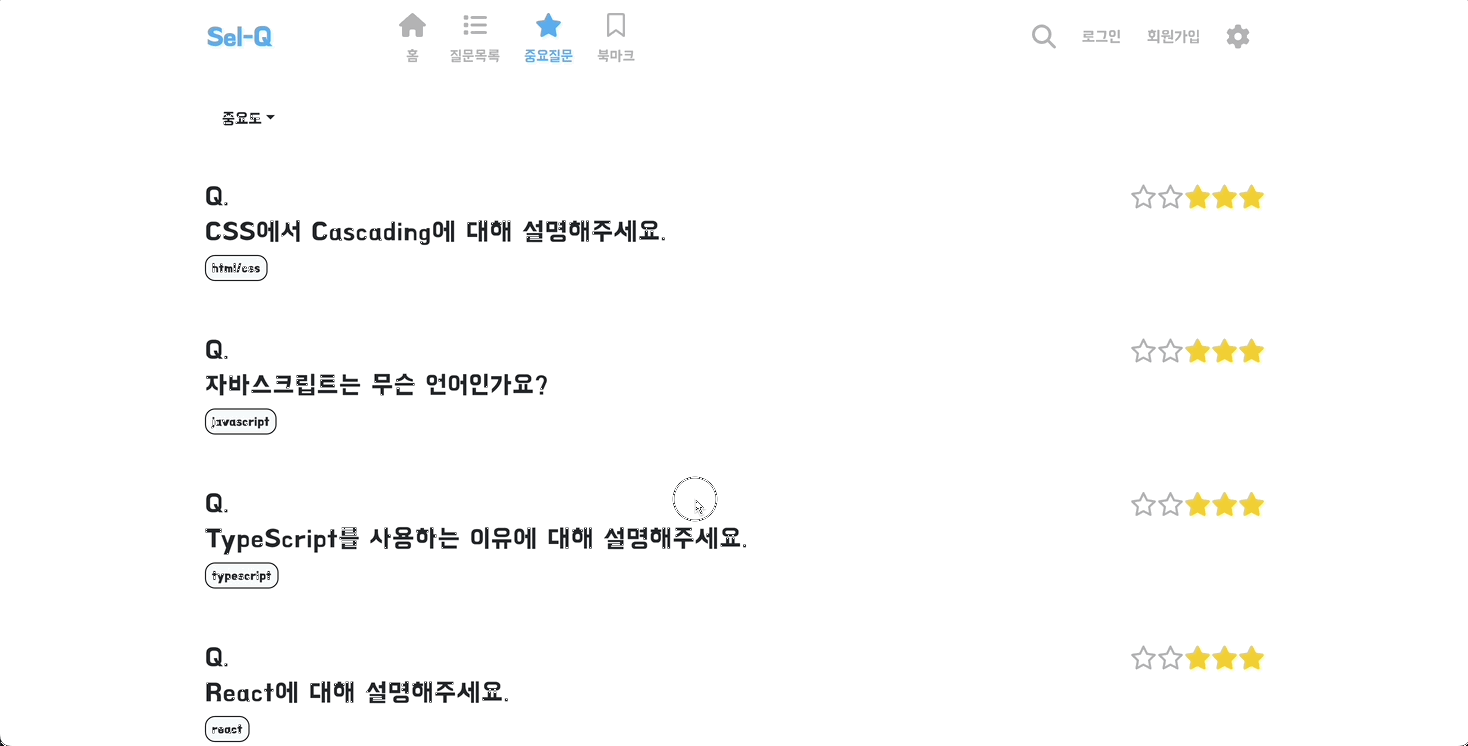 Sel-Q
홈
질문목록
중요질문
북마크
로그인
회원가입
중요도
Q.
CSS에서 Cascading에 대해 설명해주세요.
html/css
Q.
자바스크립트는 무슨 언어인가요?
javascript
Q.
TypeScript를 사용하는 이유에 대해 설명해주세요.
typescript
Q.
React에 대해 설명해주세요.
react